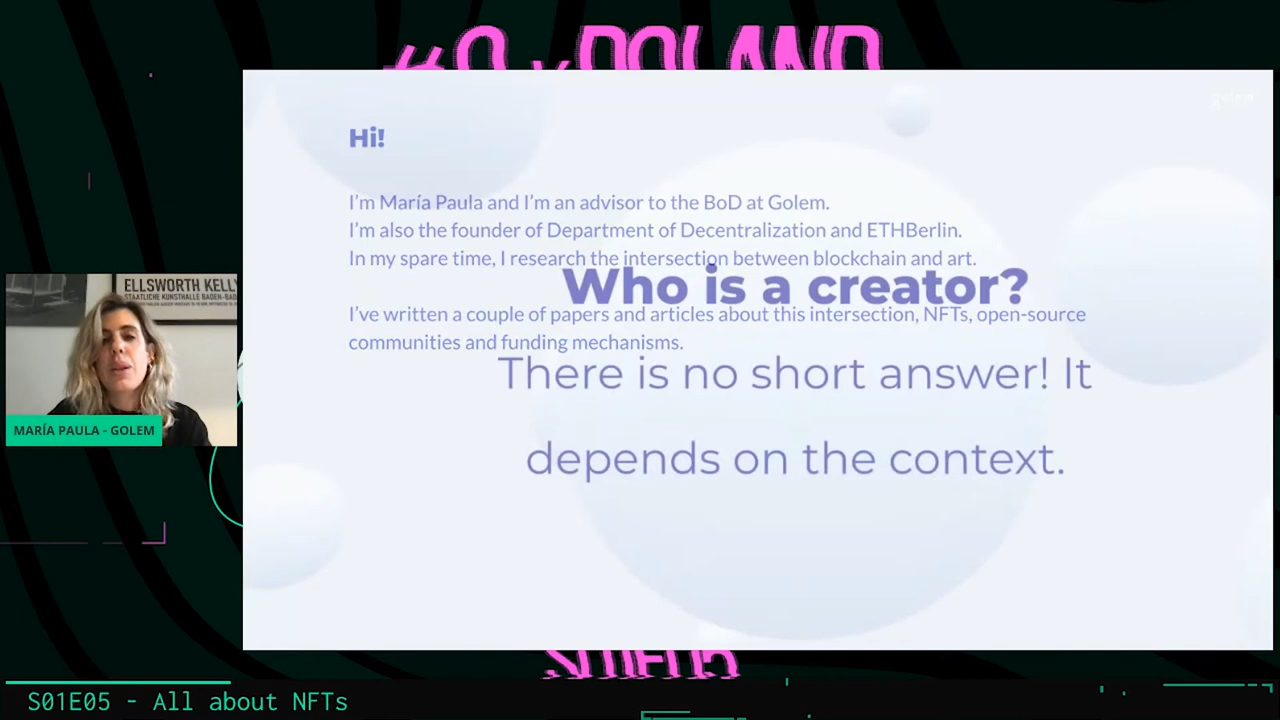 Hi!
I'm María Paula and I'm an advisor to the BoD at Golem.
I'm also the founder of Department of Decentralization and ETHBerlin.
In my spare time, I research the intersection between blockchain and art.
Who is a creator?
I've written a couple of papers and articles about this intersection, NFTs, open-source
communities and funding mechanisms.
There is no short answer! It
depends on the context.
ELLSWORTH KELLY
STAATLICHE KUNSTHALLE BADEN-BAD
MARÍA PAULA - GOLEM
S01E05
S01E05 - All about NFTs